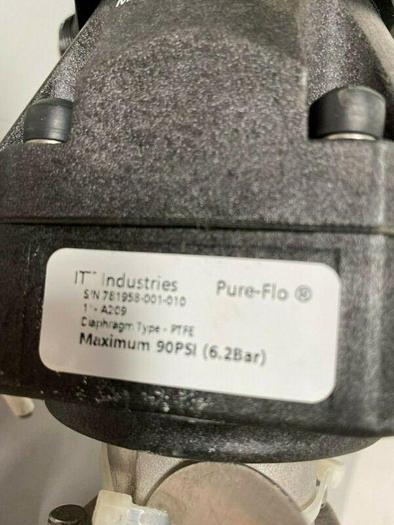 ITT Industries Pure-Flo ®
S/N 781958-001-010
1" - A209
Diaphragm Type - PTFE
Maximum 90PSI (6.2Bar)